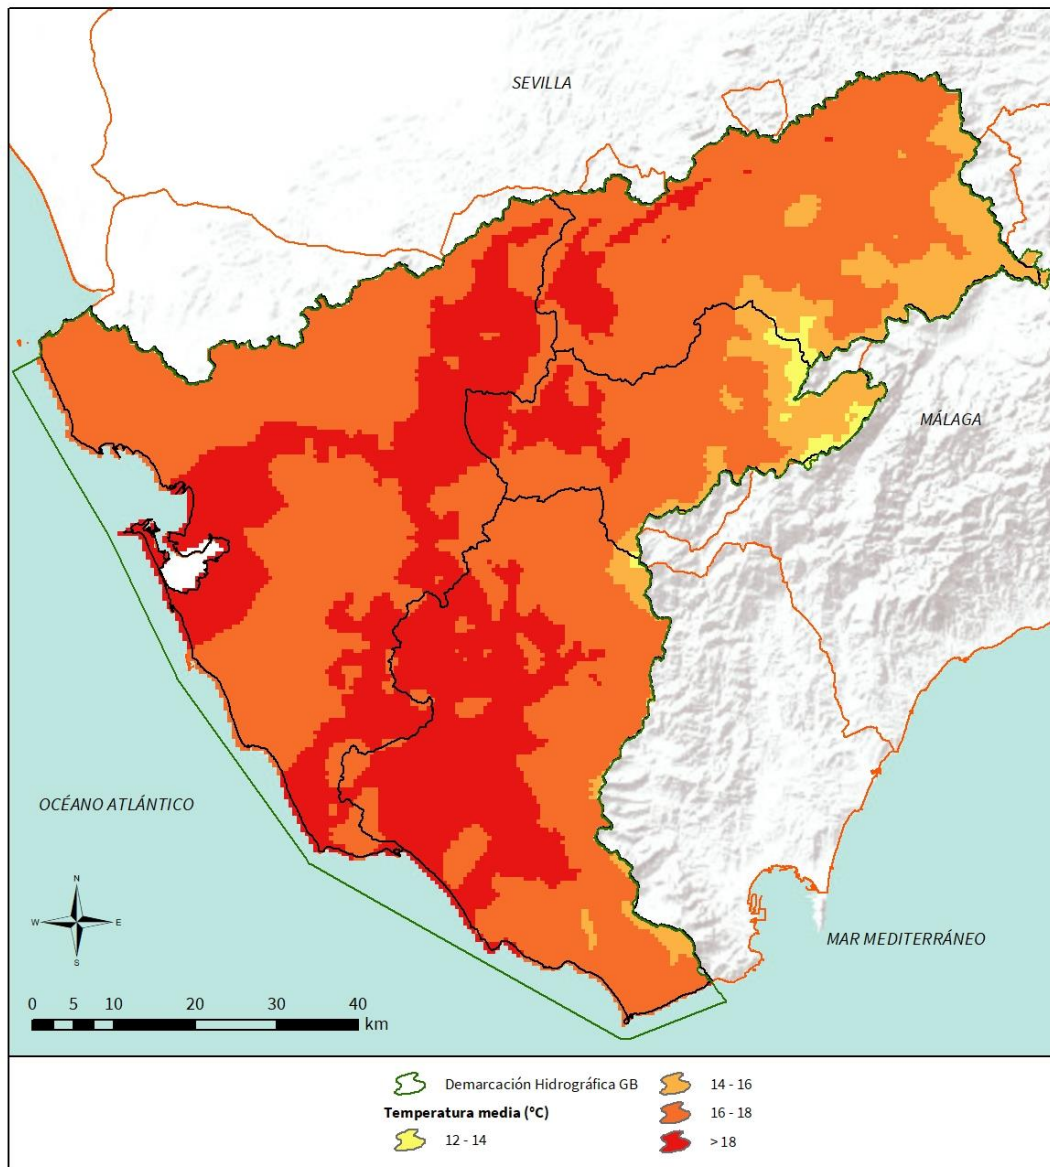 SEVILLA
MÁLAGA
OCÉANO ATLÁNTICO
N
W E
S
MAR MEDITERRÁNEO
0 5 10 20 30 40
km
Demarcación Hidrográfica GB
Temperatura media (°C)
12 - 14
14 - 16
16 - 18
> 18